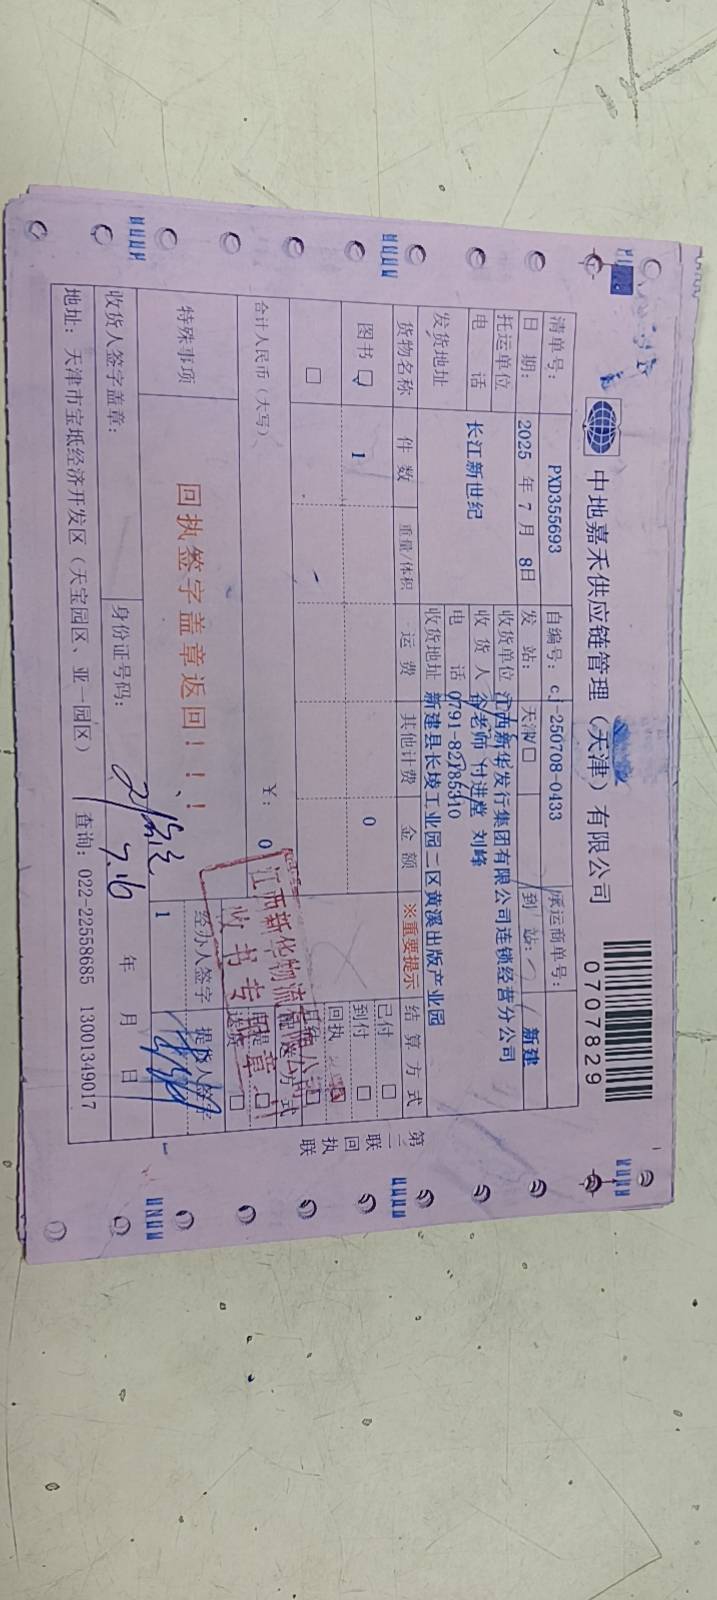 中地嘉禾供应链管理（天津）有限公司
0707829
清单号： PXD355693 自编号：cj 250708-0433 承运商单号：
日 期： 2025 年 7 月 8日 发 站： 天津 到 站： 新建
托运单位 长江新世纪 收货单位 江西新华发行集团有限公司连锁经营分公司
电 话 收 货 人 谷老师 付进堂 刘峰
电 话 0791-82785310
发货地址 收货地址 新建县长堎工业园二区黄溪出版产业园
货物名称 件 数 重量/体积 运 费 其他计费 金 额 ※重要提示 结 算 方 式
图书 1 0 已付
到付
回执
合计人民币（大写） ￥： 0
特殊事项 回执签字盖章返回！！！
经办人签字 提货人签字
1
江西新华物流有限公司
收书专章
第二联 回执联
收货人签字盖章： 身份证号码： 7.16 年 月 日
地址：天津市宝坻经济开发区（天宝园区、亚一园区） 查询：022-22558685 13001349017